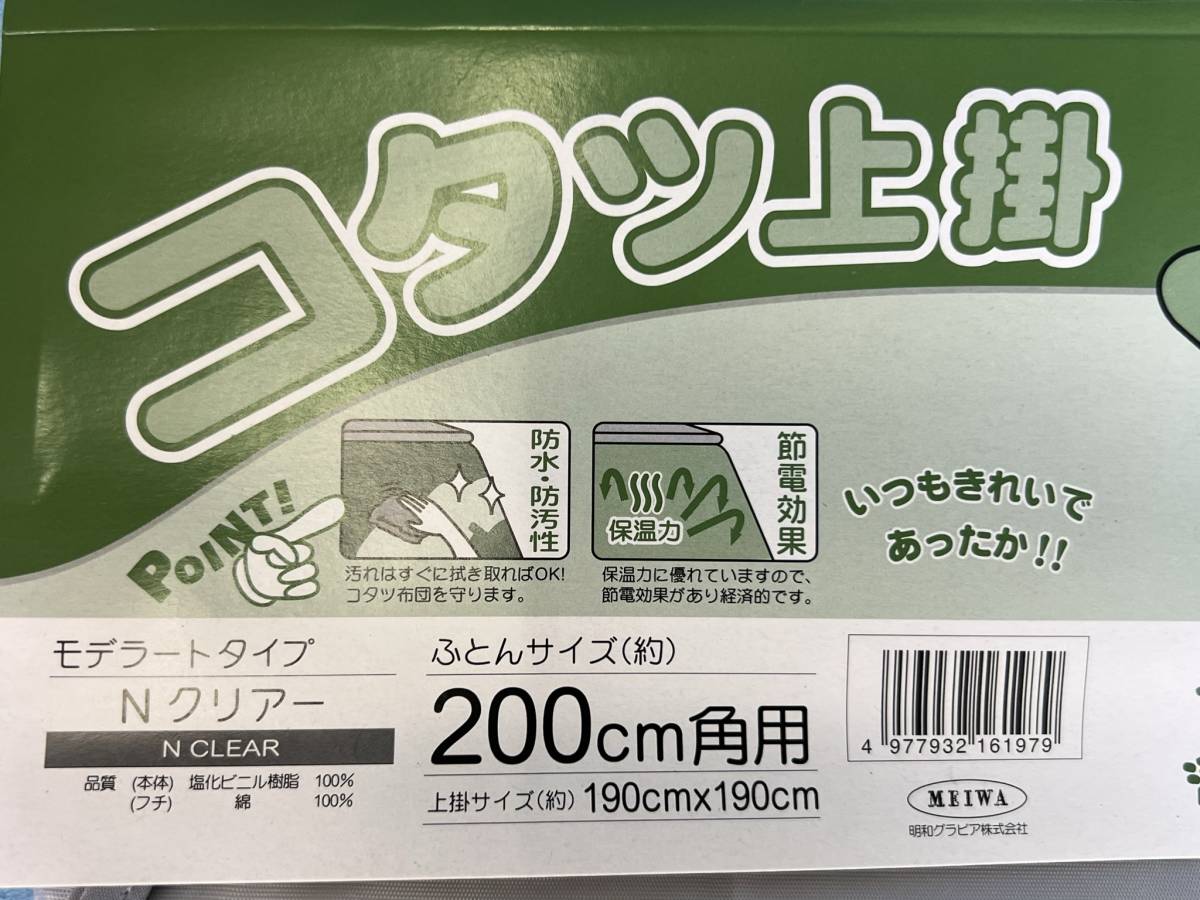 コタツ上掛
POINT!
防水・防汚性
汚れはすぐに拭き取ればOK!
コタツ布団を守ります。
節電効果
保温力
保温力に優れていますので、
節電効果があり経済的です。
いつもきれいで
あったか!!
モデラートタイプ
N クリアー
N CLEAR
品質 (本体) 塩化ビニル樹脂 100%
(フチ) 綿 100%
ふとんサイズ(約)
200cm角用
上掛サイズ(約) 190cmx190cm
4 977932 161979
MEIWA
明和グラビア株式会社